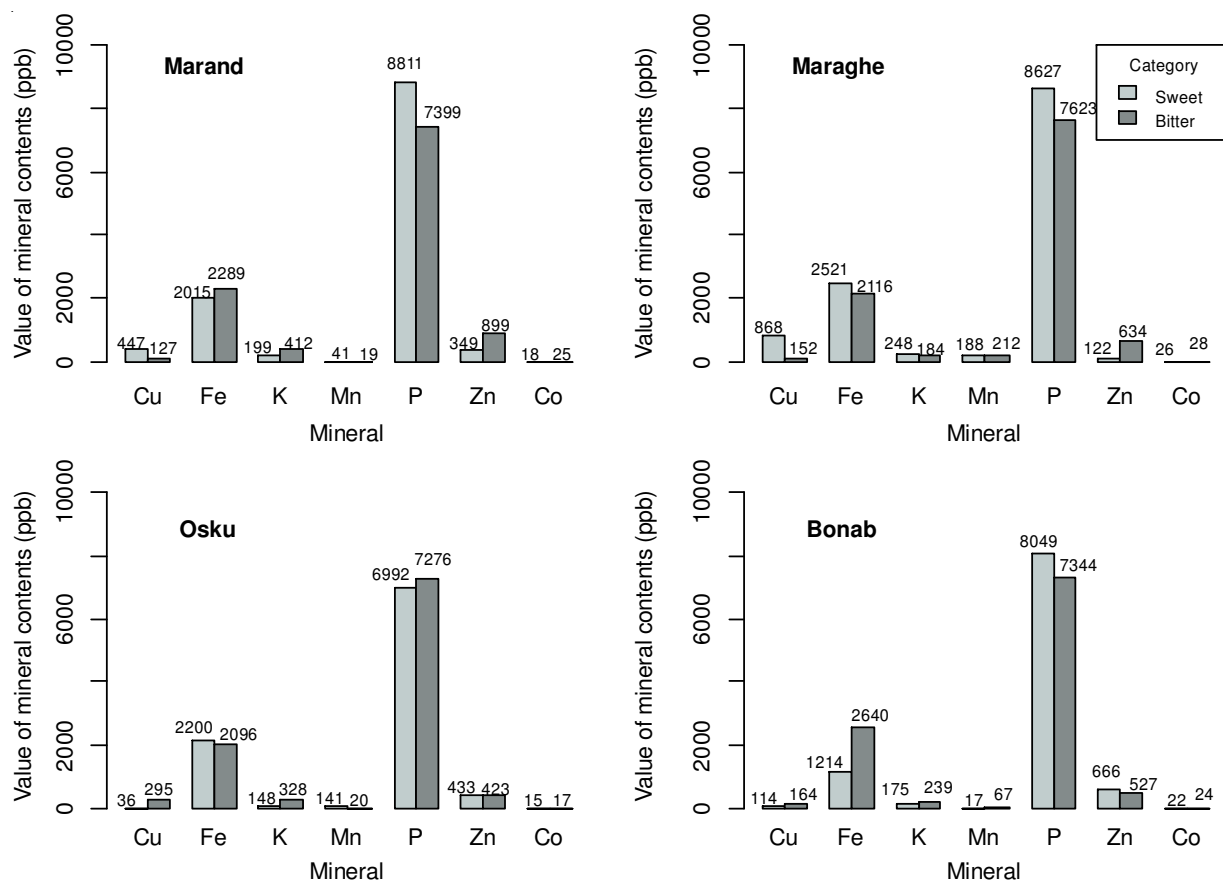 Marand
Value of mineral contents (ppb)
10000
6000
2000
0
447 127
2015 2289
199 412
41 19
8811 7399
349 899
18 25
Cu Fe K Mn P Zn Co
Mineral
Maraghe
Category
Sweet
Bitter
Value of mineral contents (ppb)
10000
6000
2000
0
868 152
2521 2116
248 184
188 212
8627 7623
122 634
26 28
Cu Fe K Mn P Zn Co
Mineral
Osku
Value of mineral contents (ppb)
10000
6000
2000
0
36 295
2200 2096
148 328
141 20
6992 7276
433 423
15 17
Cu Fe K Mn P Zn Co
Mineral
Bonab
Value of mineral contents (ppb)
10000
6000
2000
0
114 164
1214 2640
175 239
17 67
8049 7344
666 527
22 24
Cu Fe K Mn P Zn Co
Mineral